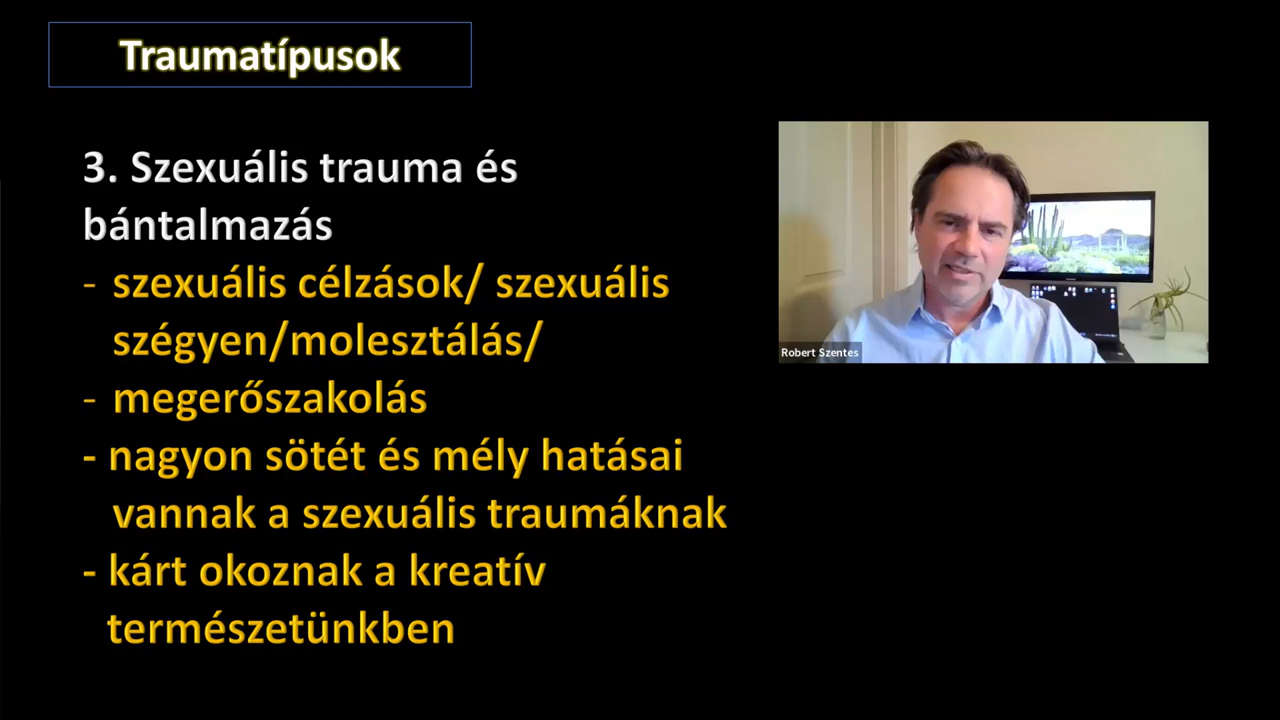 Traumatípusok
3. Szexuális trauma és
bántalmazás
- szexuális célzások/ szexuális
szégyen/molesztálás/
- megerőszakolás
- nagyon sötét és mély hatásai
vannak a szexuális traumáknak
- kárt okoznak a kreatív
természetünkben
Robert Szentes